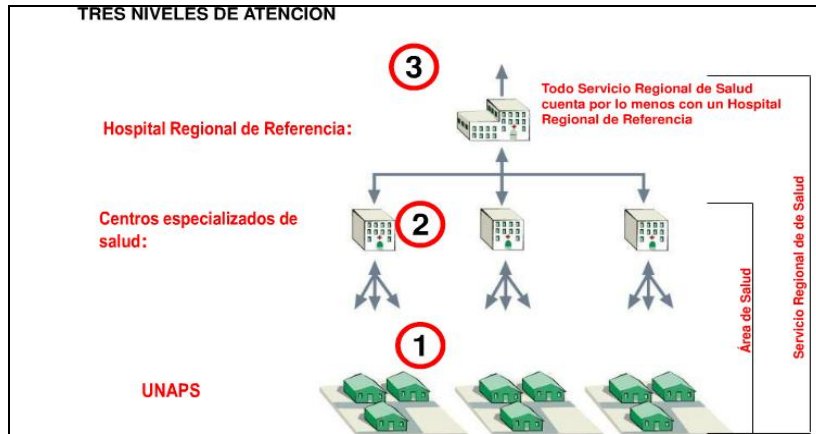 TRES NIVELES DE ATENCION
3
Todo Servicio Regional de Salud
cuenta por lo menos con un Hospital
Regional de Referencia
Hospital Regional de Referencia:
Centros especializados de
salud:
2
1
UNAPS
Área de Salud
Servicio Regional de de Salud